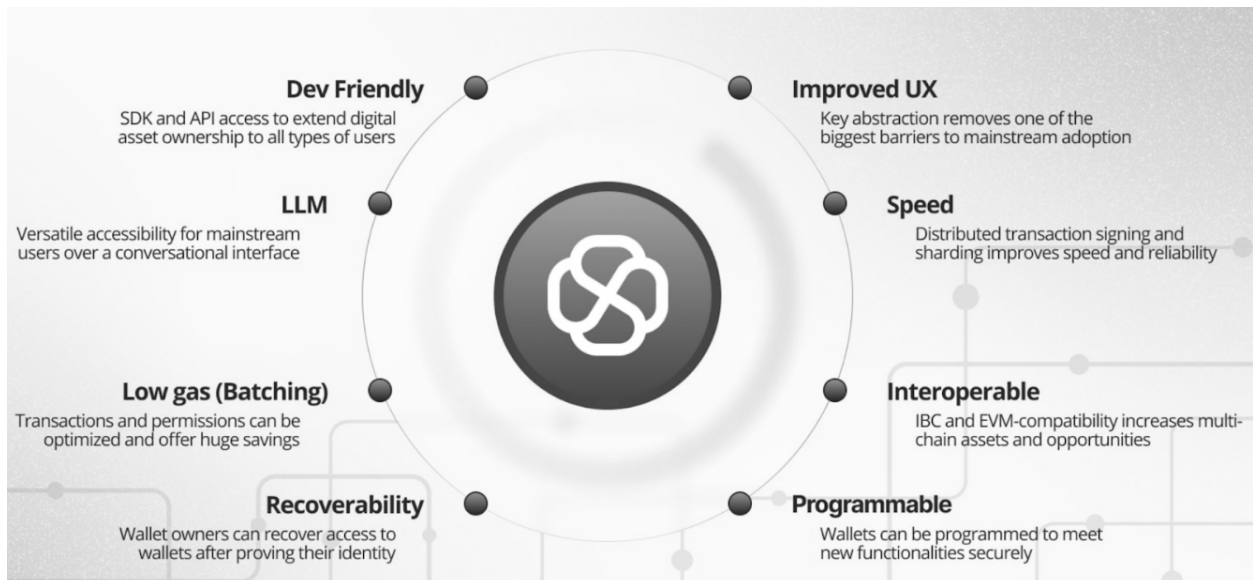 Dev Friendly
SDK and API access to extend digital
asset ownership to all types of users
LLM
Versatile accessibility for mainstream
users over a conversational interface
Low gas (Batching)
Transactions and permissions can be
optimized and offer huge savings
Recoverability
Wallet owners can recover access to
wallets after proving their identity
Improved UX
Key abstraction removes one of the
biggest barriers to mainstream adoption
Speed
Distributed transaction signing and
sharding improves speed and reliability
Interoperable
IBC and EVM-compatibility increases multi-
chain assets and opportunities
Programmable
Wallets can be programmed to meet
new functionalities securely